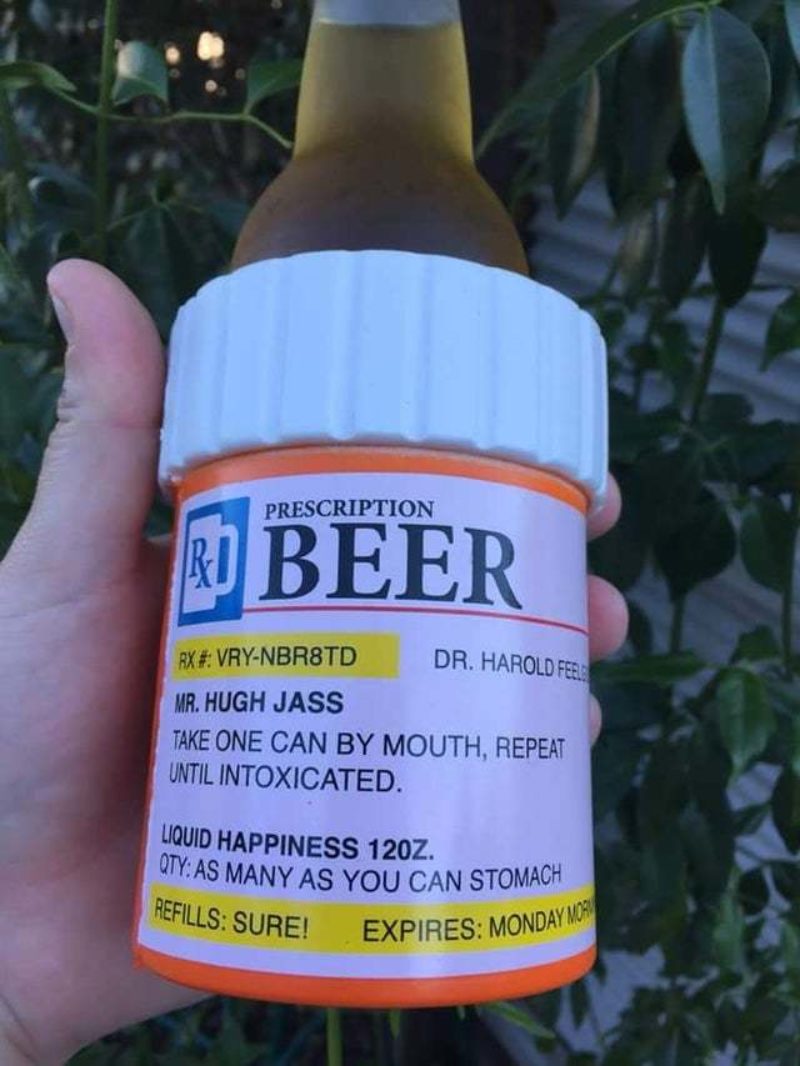 PRESCRIPTION
Rx BEER
RX #: VRY-NBR8TD DR. HAROLD
MR. HUGH JASS
TAKE ONE CAN BY MOUTH, REPEAT
UNTIL INTOXICATED.
LIQUID HAPPINESS 12OZ.
QTY: AS MANY AS YOU CAN STOMACH
REFILLS: SURE! EXPIRES: MONDAY